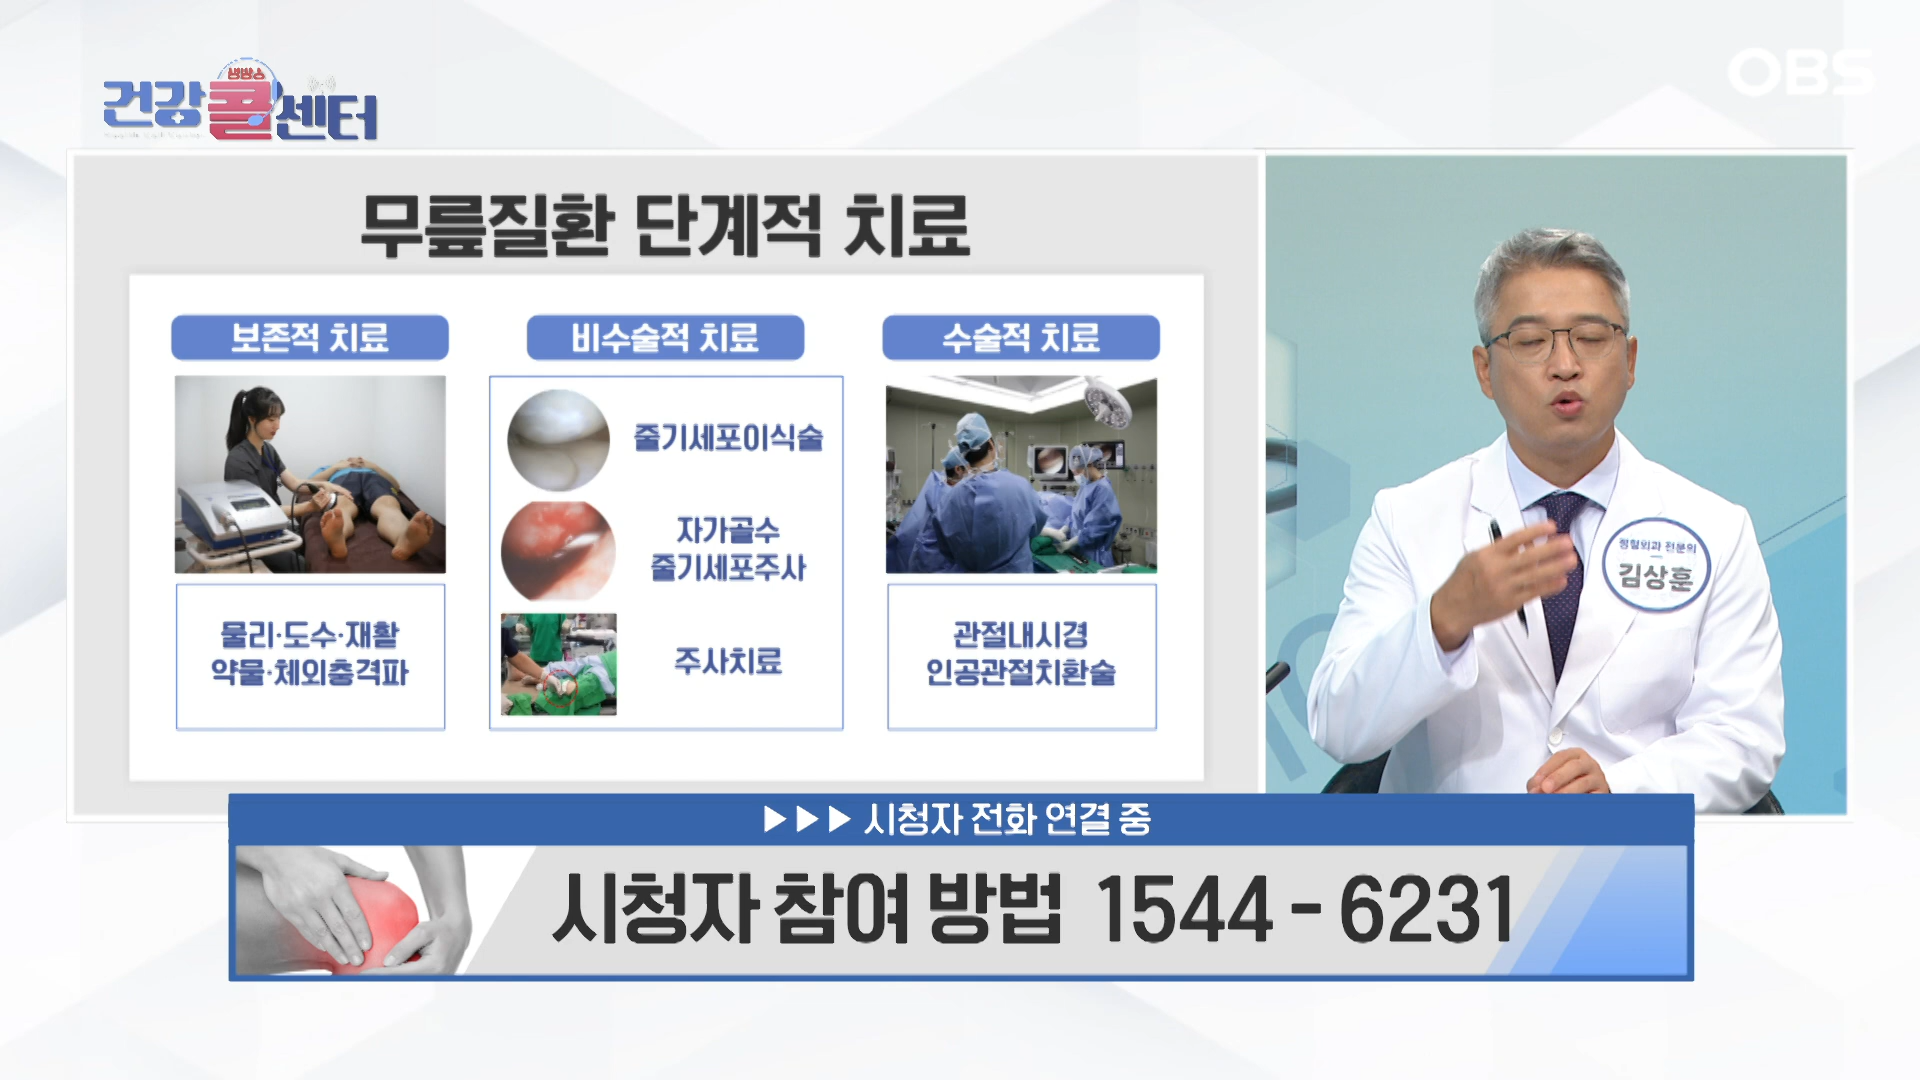 생방송
건강콜센터
OBS
무릎질환 단계적 치료
보존적 치료
비수술적 치료
수술적 치료
줄기세포이식술
자가골수
줄기세포주사
주사치료
물리·도수·재활
약물·체외충격파
관절내시경
인공관절치환술
정형외과 전문의
김상훈
▶▶▶ 시청자 전화 연결 중
시청자 참여 방법 1544 - 6231